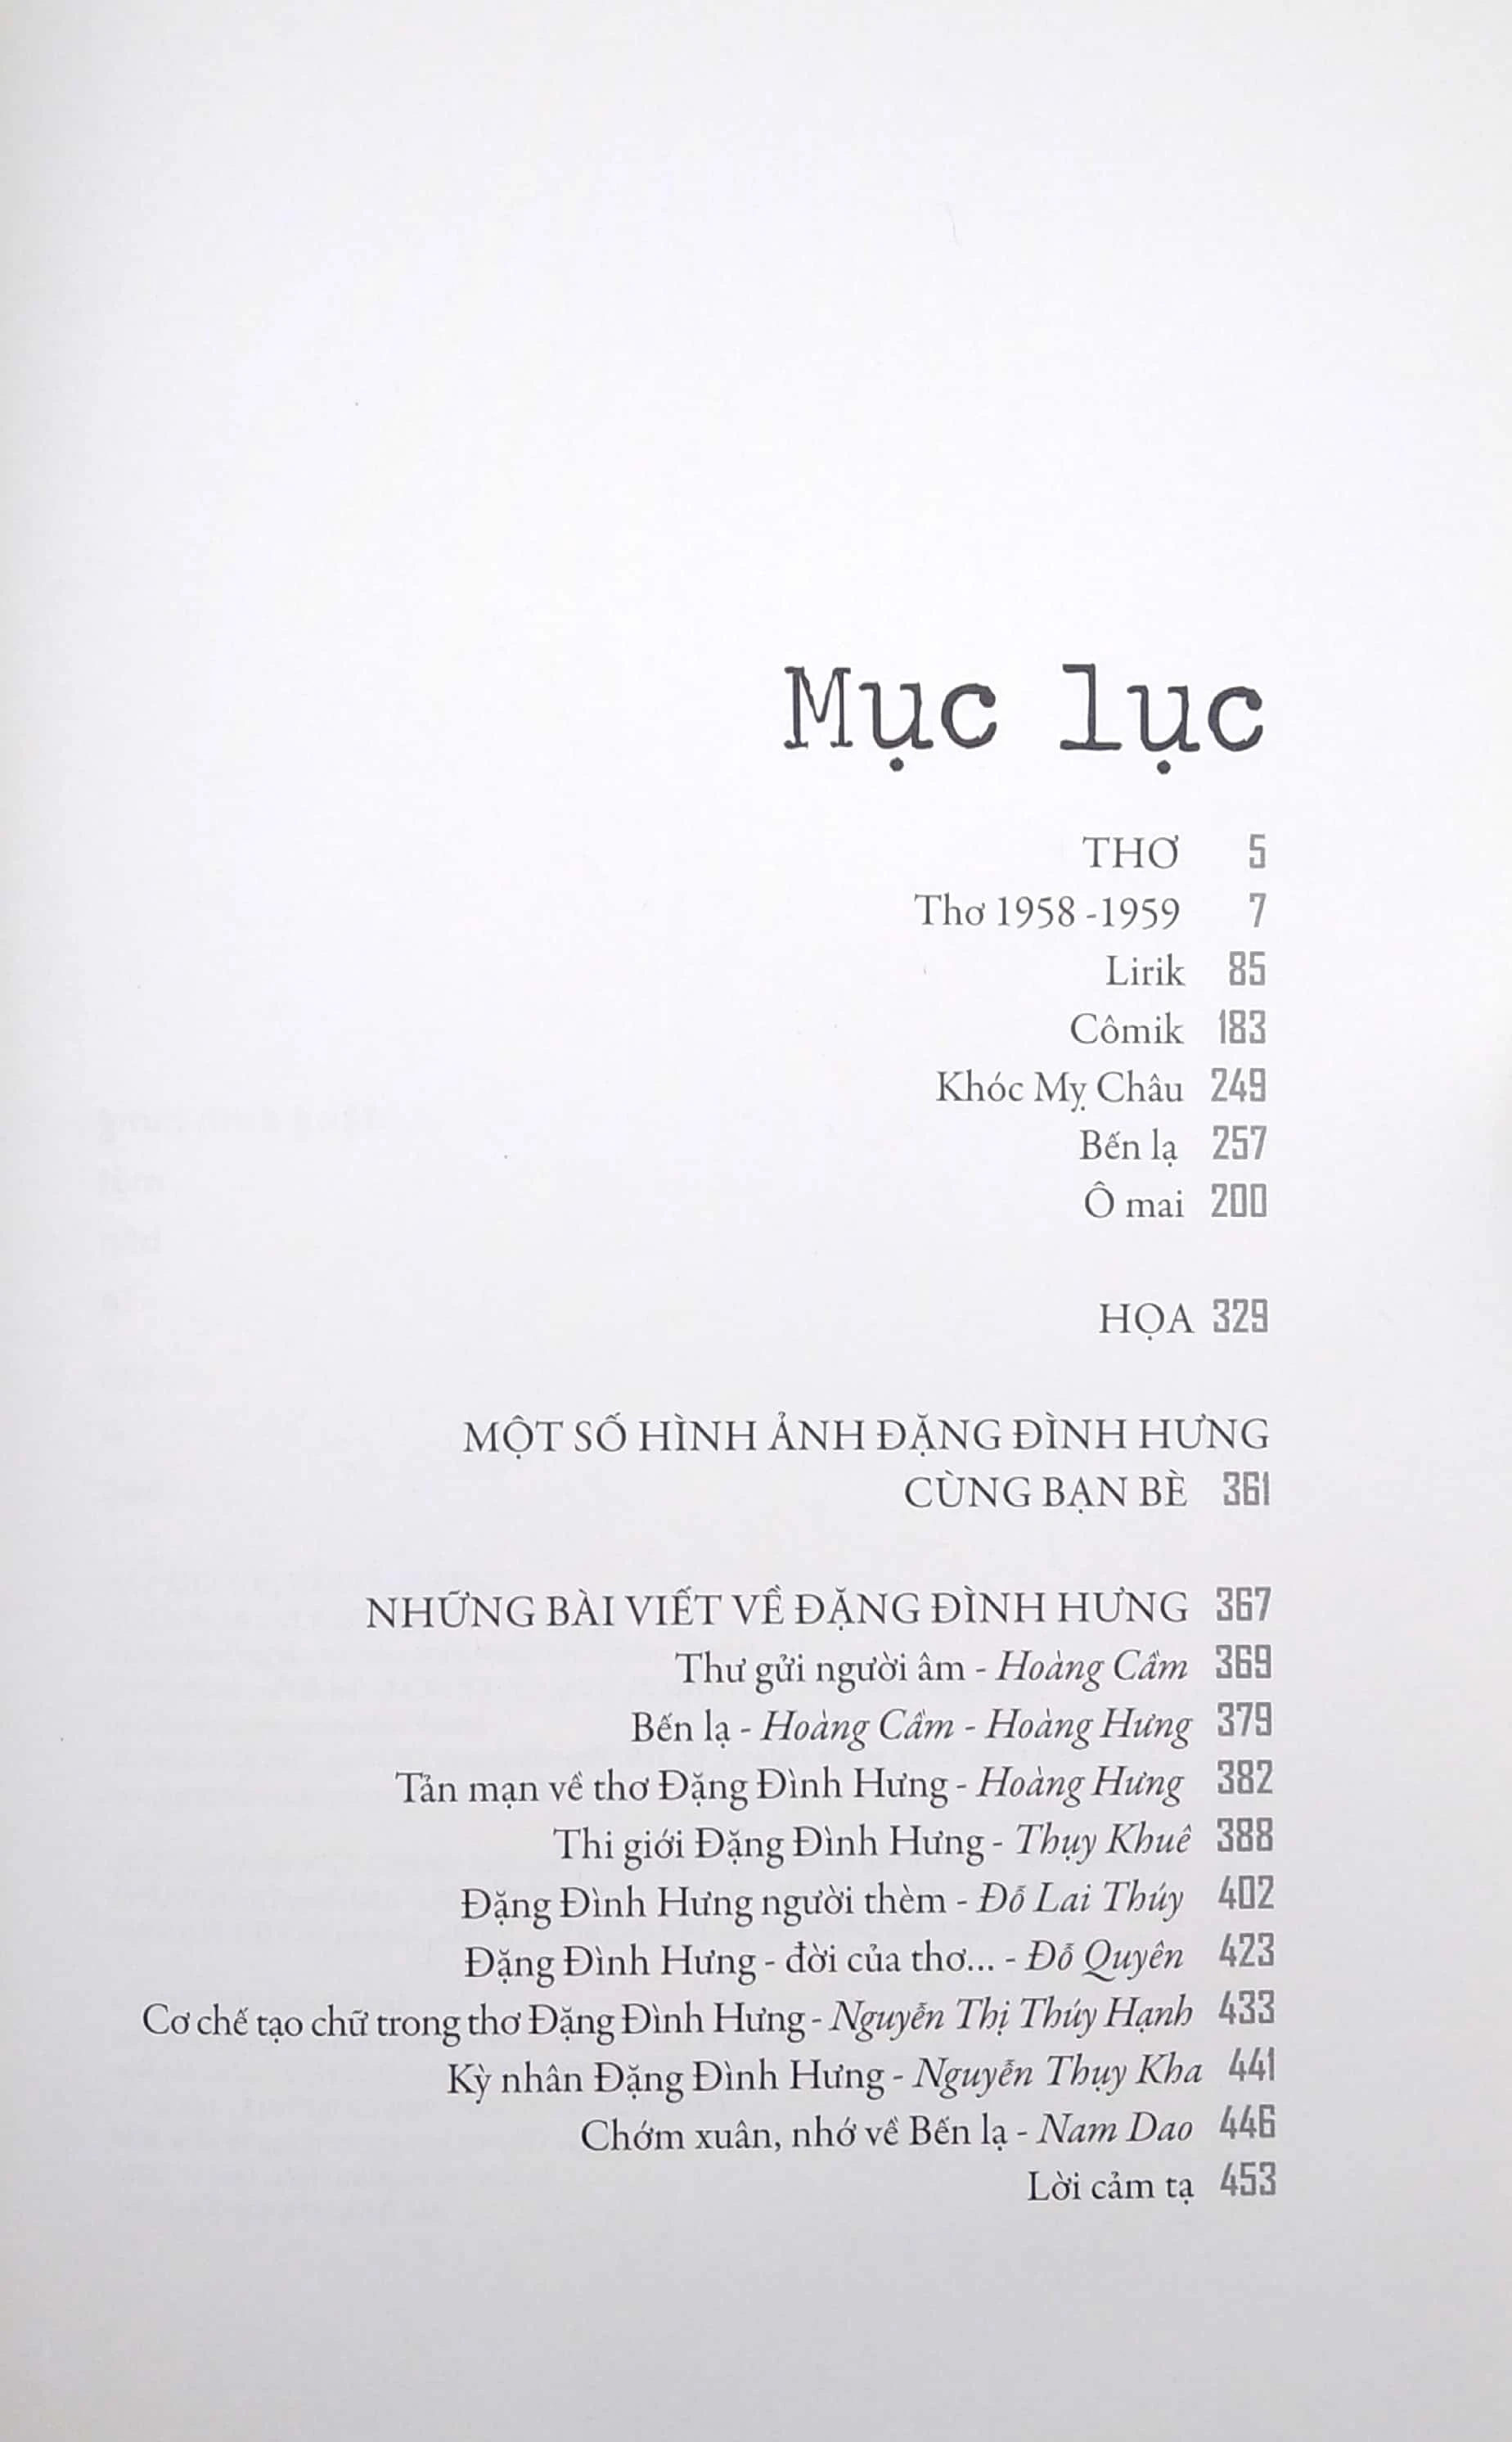 Mục lục
THƠ 5
Thơ 1958 -1959 7
Lirik 85
Cômik 183
Khóc Mỵ Châu 249
Bến lạ 257
Ô mai 200
HỌA 329
MỘT SỐ HÌNH ẢNH ĐẶNG ĐÌNH HƯNG
CÙNG BẠN BÈ 361
NHỮNG BÀI VIẾT VỀ ĐẶNG ĐÌNH HƯNG 367
Thư gửi người âm - Hoàng Cầm 369
Bến lạ - Hoàng Cầm - Hoàng Hưng 379
Tản mạn về thơ Đặng Đình Hưng - Hoàng Hưng 382
Thi giới Đặng Đình Hưng - Thụy Khuê 388
Đặng Đình Hưng người thèm - Đỗ Lai Thúy 402
Đặng Đình Hưng - đời của thơ... - Đỗ Quyên 423
Cơ chế tạo chữ trong thơ Đặng Đình Hưng - Nguyễn Thị Thúy Hạnh 433
Kỳ nhân Đặng Đình Hưng - Nguyễn Thụy Kha 441
Chớm xuân, nhớ về Bến lạ - Nam Dao 446
Lời cảm tạ 453